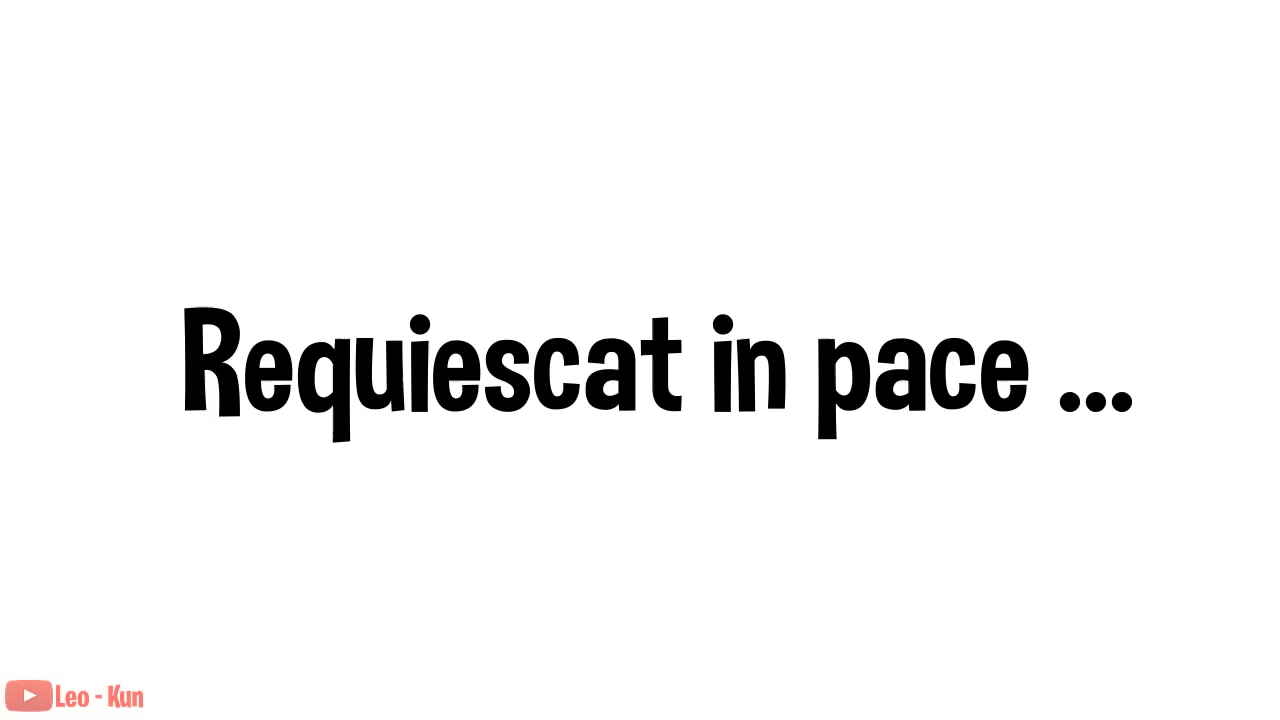 Requiescat in pace ...
Leo - Kun